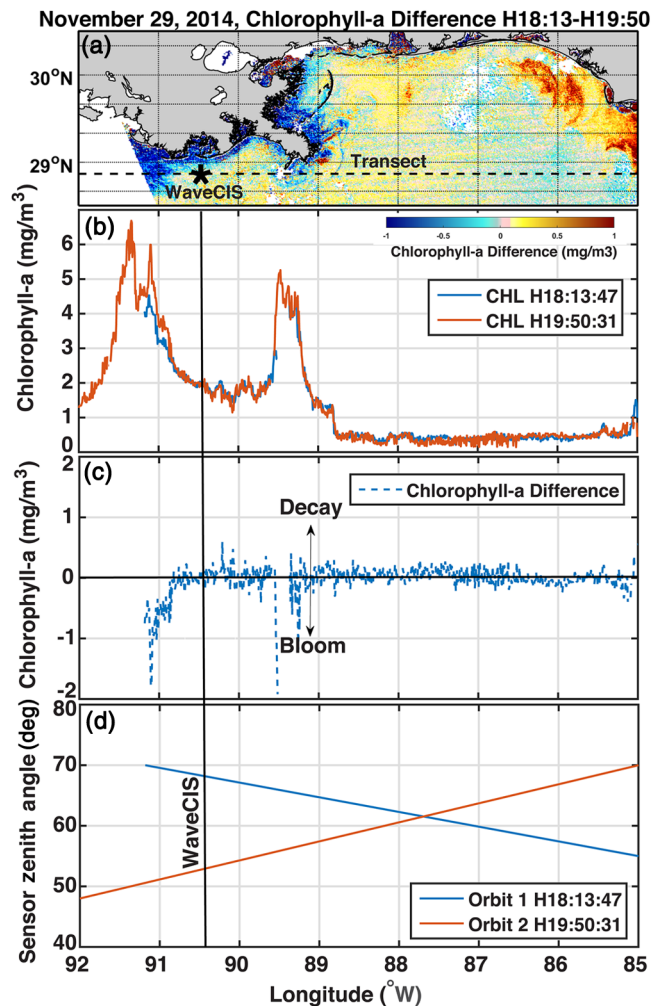 November 29, 2014, Chlorophyll-a Difference H18:13-H19:50
(a)
30°N
29°N
Transect
WaveCIS
(b)
Chlorophyll-a (mg/m³)
6
5
4
3
2
1
0
-1 -0.5 0 0.5 1
Chlorophyll-a Difference (mg/m3)
CHL H18:13:47
CHL H19:50:31
(c)
Chlorophyll-a (mg/m³)
2
1
0
-1
-2
Chlorophyll-a Difference
Decay
Bloom
(d)
Sensor zenith angle (deg)
80
70
60
50
40
WaveCIS
Orbit 1 H18:13:47
Orbit 2 H19:50:31
92 91 90 89 88 87 86 85
Longitude (°W)